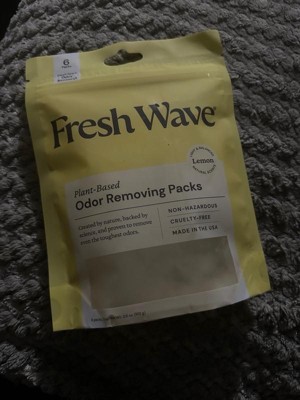 6
Fresh Wave®
Lemon
Plant-Based
Odor Removing Packs
Created by nature, backed by
science, and proven to remove
even the toughest odors.
NON-HAZARDOUS
CRUELTY-FREE
MADE IN THE USA